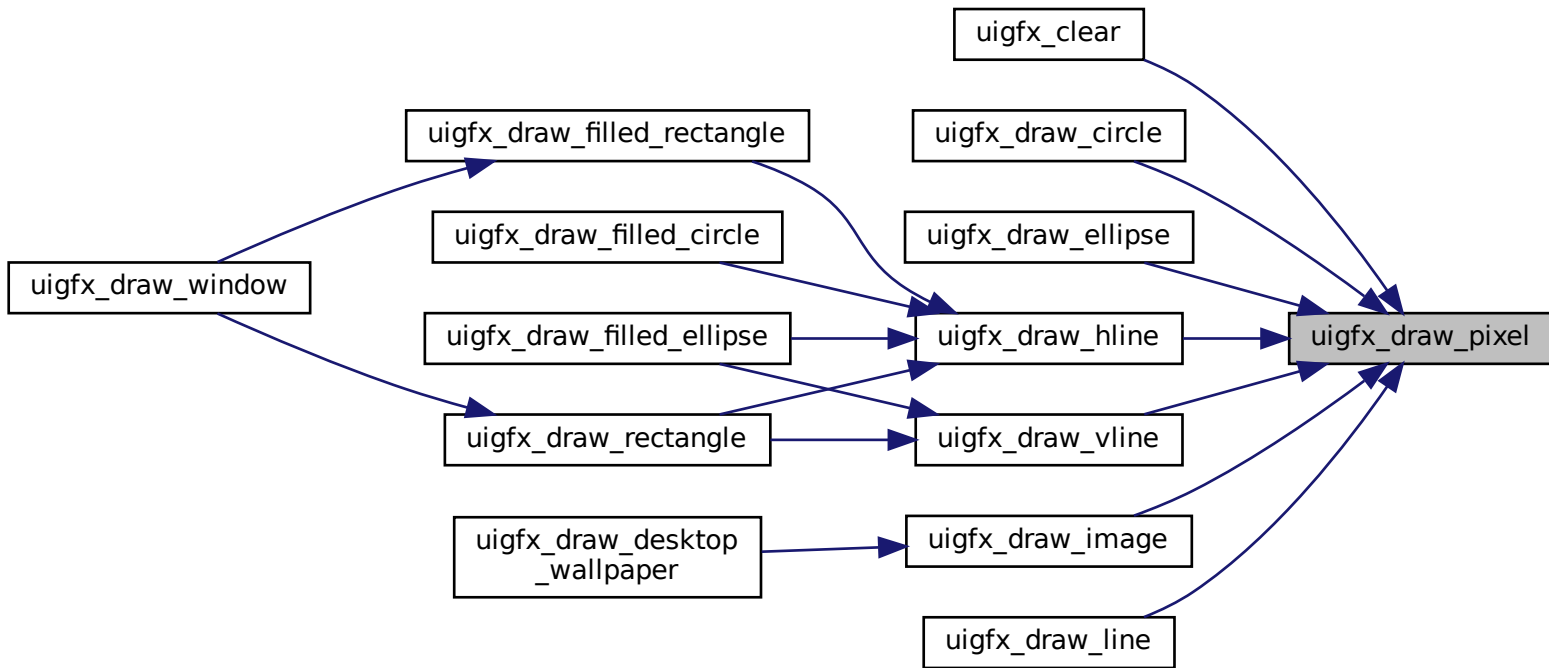 uigfx_clear
uigfx_draw_filled_rectangle
uigfx_draw_circle
uigfx_draw_filled_circle
uigfx_draw_ellipse
uigfx_draw_window
uigfx_draw_filled_ellipse
uigfx_draw_hline
uigfx_draw_pixel
uigfx_draw_rectangle
uigfx_draw_vline
uigfx_draw_desktop
_wallpaper
uigfx_draw_image
uigfx_draw_line